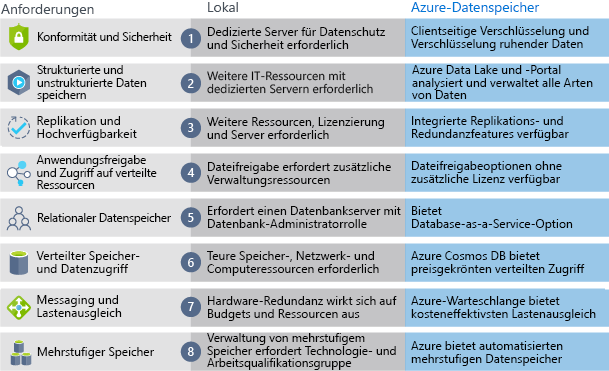 Anforderungen Lokal Azure-Datenspeicher
Konformität und Sicherheit
1
Dedizierte Server für Datenschutz
und Sicherheit erforderlich
Clientseitige Verschlüsselung und
Verschlüsselung ruhender Daten
Strukturierte und
unstrukturierte Daten
speichern
2
Weitere IT-Ressourcen mit
dedizierten Servern erforderlich
Azure Data Lake und -Portal
analysiert und verwaltet alle Arten
von Daten
Replikation und
Hochverfügbarkeit
3
Weitere Ressourcen, Lizenzierung
und Server erforderlich
Integrierte Replikations- und
Redundanzfeatures verfügbar
Anwendungsfreigabe
und Zugriff auf verteilte
Ressourcen
4
Dateifreigabe erfordert zusätzliche
Verwaltungsressourcen
Dateifreigabeoptionen ohne
zusätzliche Lizenz verfügbar
Relationaler Datenspeicher
5
Erfordert einen Datenbankserver mit
Datenbank-Administratorrolle
Bietet
Database-as-a-Service-Option
Verteilter Speicher-
und Datenzugriff
6
Teure Speicher-, Netzwerk- und
Computeressourcen erforderlich
Azure Cosmos DB bietet
preisgekrönten verteilten Zugriff
Messaging und
Lastenausgleich
7
Hardware-Redundanz wirkt sich auf
Budgets und Ressourcen aus
Azure-Warteschlange bietet
kosteneffektivsten Lastenausgleich
Mehrstufiger Speicher
8
Verwaltung von mehrstufigem
Speicher erfordert Technologie- und
Arbeitsqualifikationsgruppe
Azure bietet automatisierten
mehrstufigen Datenspeicher